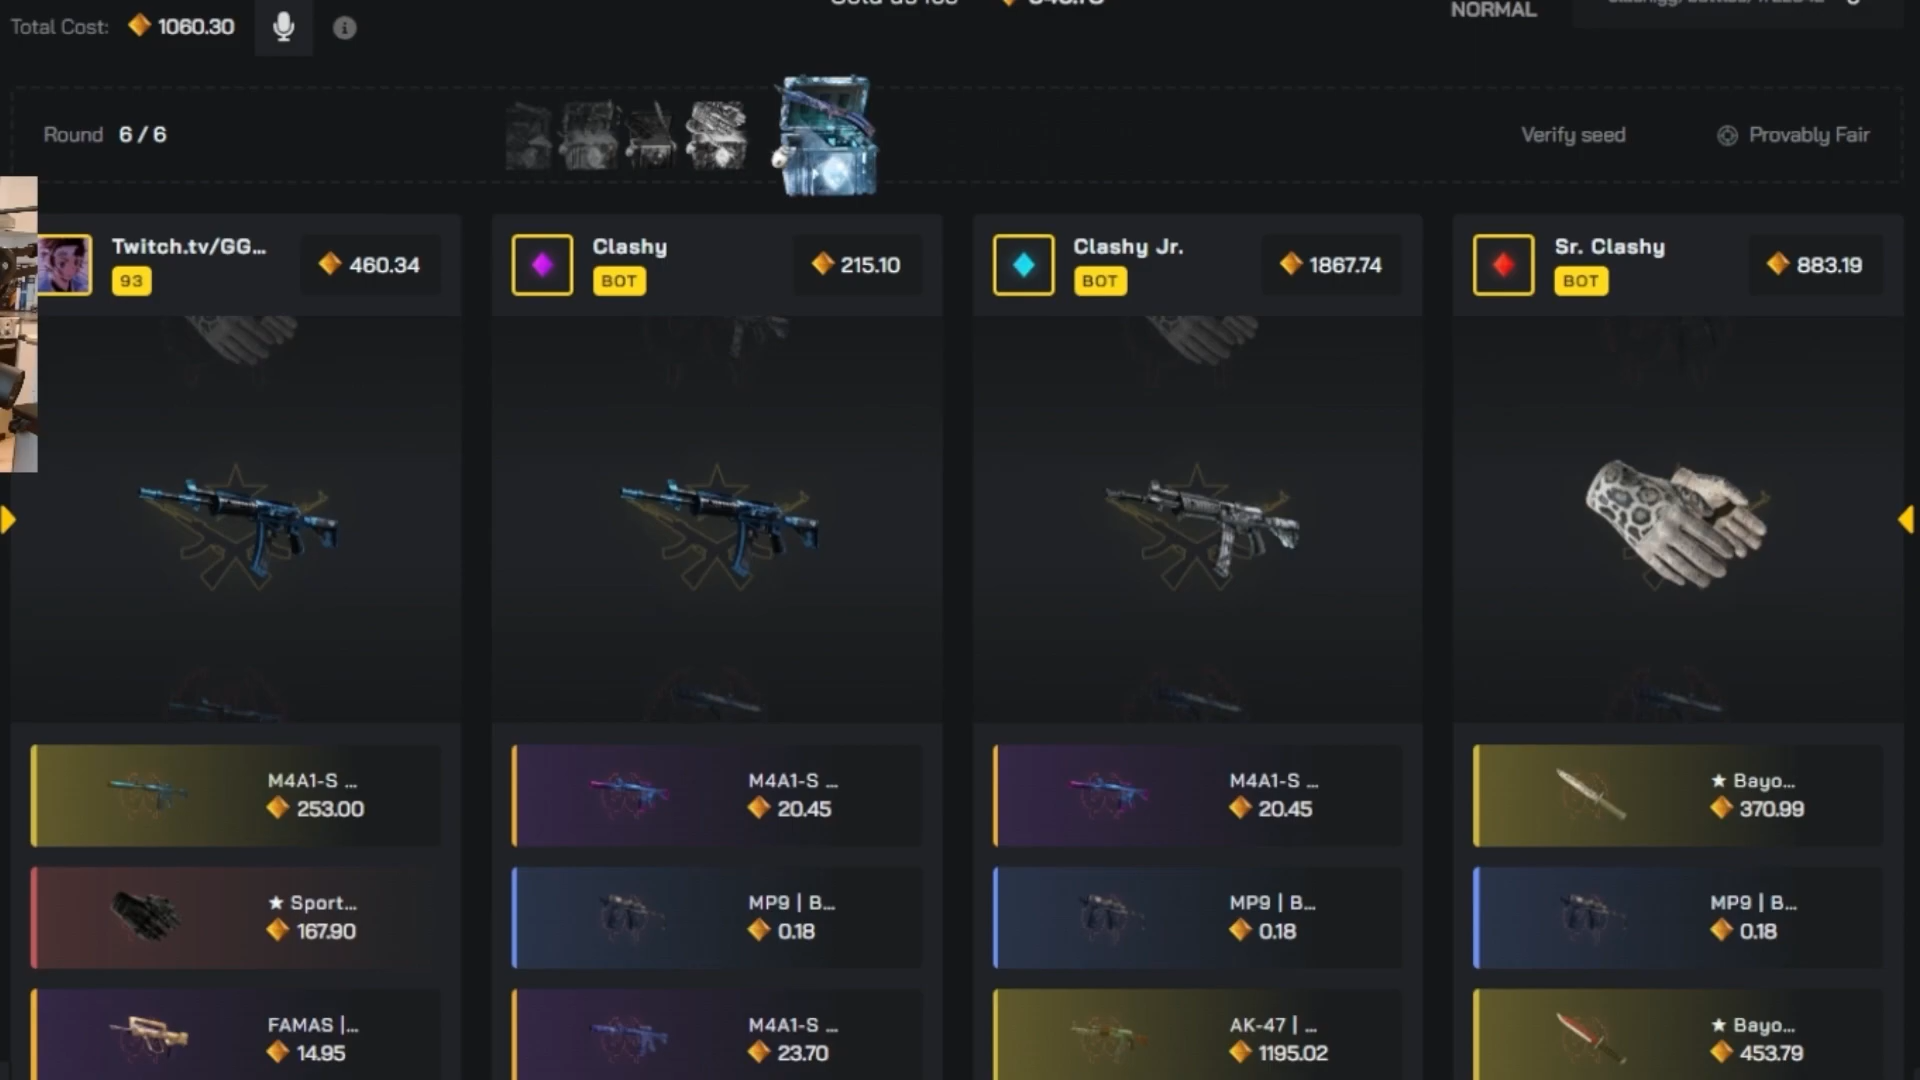 Total Cost: 1060.30
NORMAL
Round 6 / 6
Verify seed
Provably Fair
Twitch.tv/GG...
93
460.34
Clashy
BOT
215.10
Clashy Jr.
BOT
1867.74
Sr. Clashy
BOT
883.19
M4A1-S ...
253.00
M4A1-S ...
20.45
M4A1-S ...
20.45
★ Bayo...
370.99
★ Sport...
167.90
MP9 | B...
0.18
MP9 | B...
0.18
MP9 | B...
0.18
FAMAS |...
14.95
M4A1-S ...
23.70
AK-47 | ...
1195.02
★ Bayo...
453.79